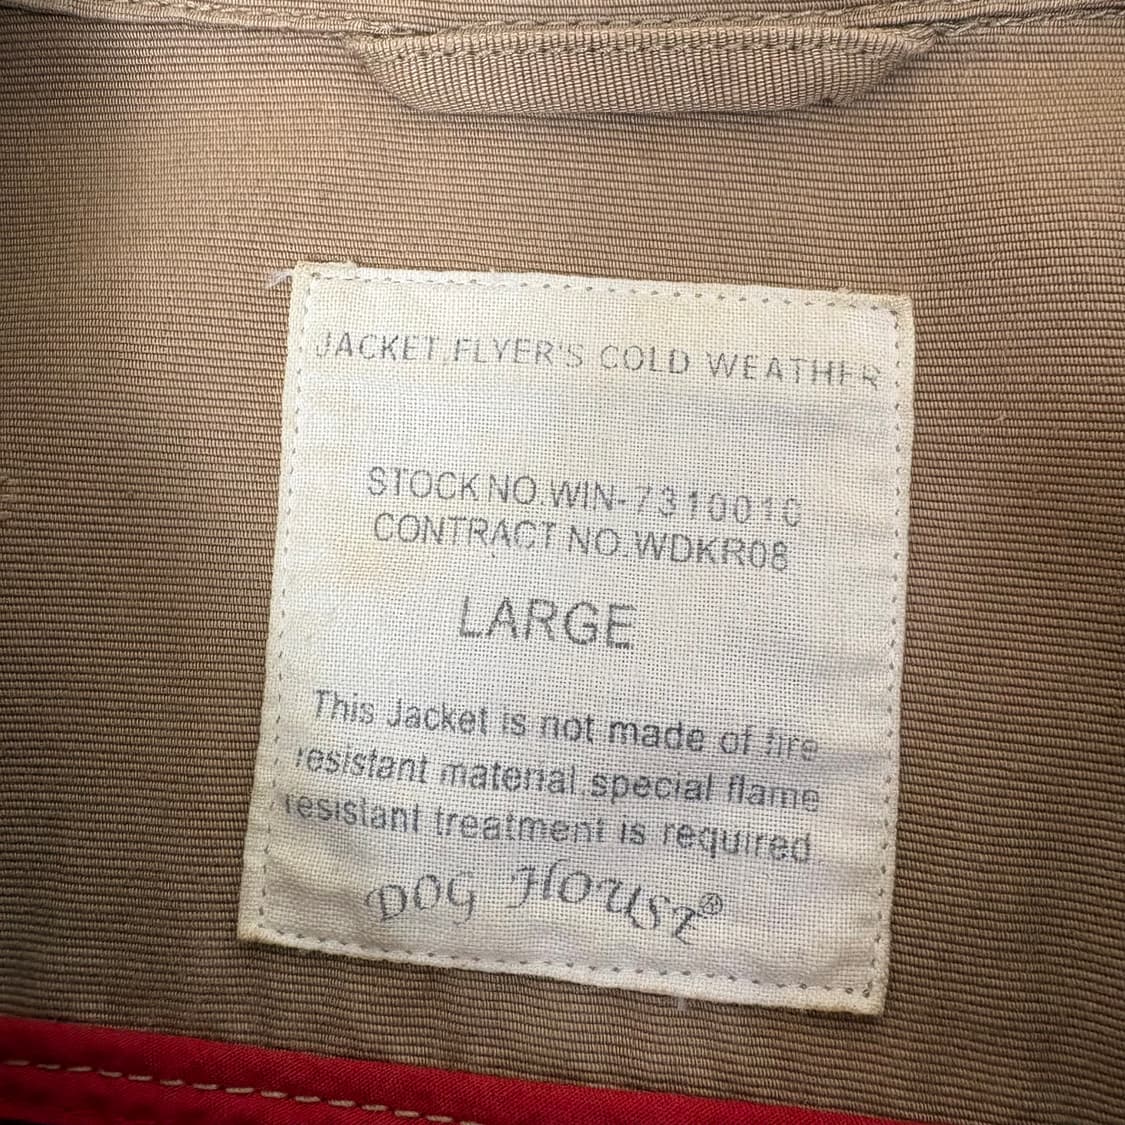 JACKET,FLYER'S COLD WEATHER
STOCK NO.WIN-7310010
CONTRACT NO.WDKR08
LARGE
This Jacket is not made of fire
resistant material.special flame
resistant treatment is required
DOG HOUSE®